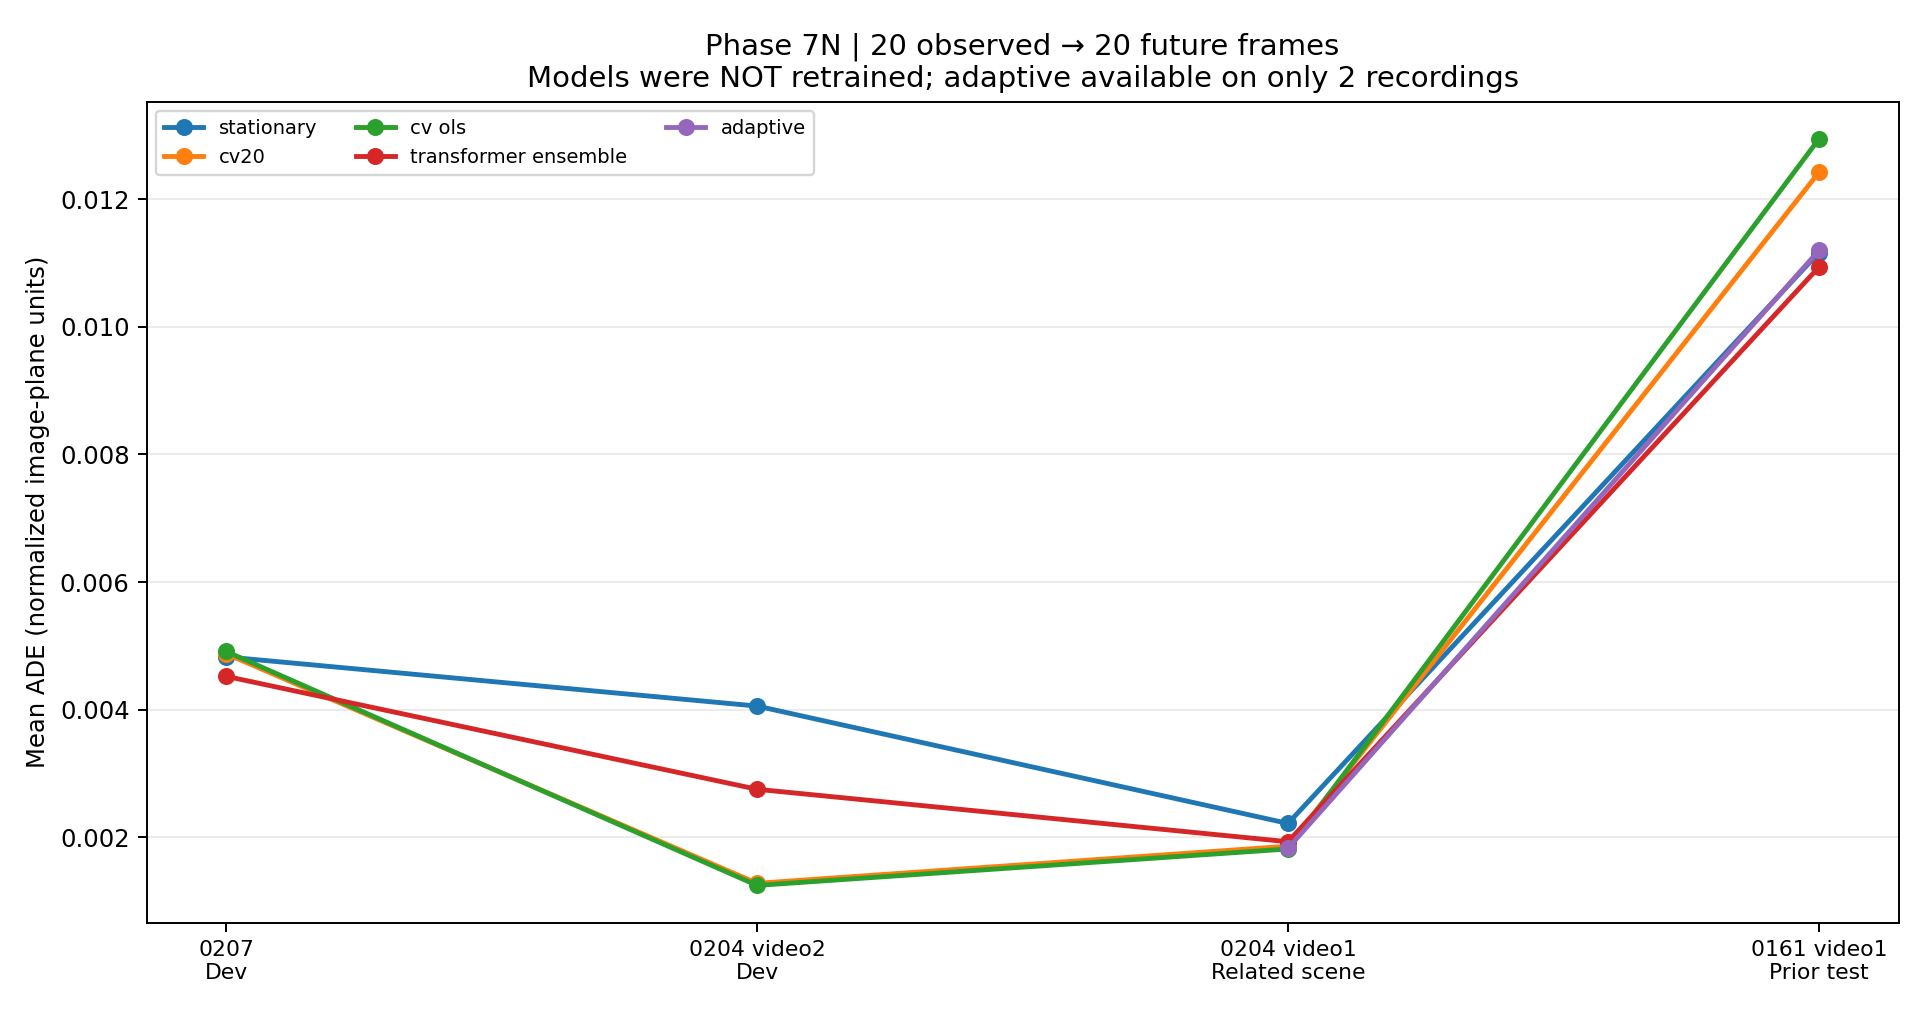 Phase 7N | 20 observed → 20 future frames
Models were NOT retrained; adaptive available on only 2 recordings
stationary
cv20
cv ols
transformer ensemble
adaptive
Mean ADE (normalized image-plane units)
0.012
0.010
0.008
0.006
0.004
0.002
0207
Dev
0204 video2
Dev
0204 video1
Related scene
0161 video1
Prior test